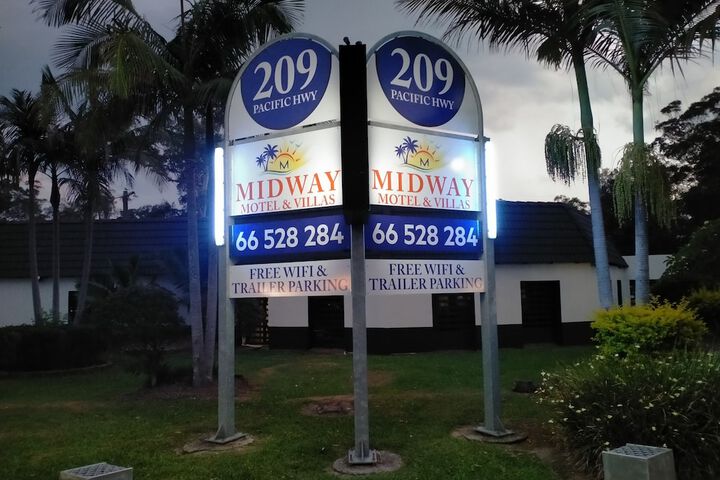 209
PACIFIC HWY
M
MIDWAY
MOTEL & VILLAS
66 528 284
FREE WIFI &
TRAILER PARKING
209
PACIFIC HWY
M
MIDWAY
MOTEL & VILLAS
66 528 284
FREE WIFI &
TRAILER PARKING